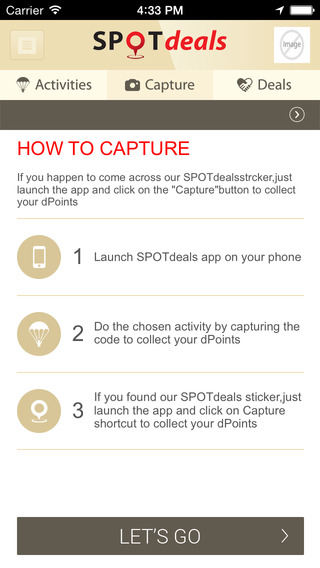 Carrier 4:33 PM
SPOTdeals
Image
Activities Capture Deals
HOW TO CAPTURE
If you happen to come across our SPOTdealsstrcker,just
launch the app and click on the "Capture"button to collect
your dPoints
1 Launch SPOTdeals app on your phone
2 Do the chosen activity by capturing the
code to collect your dPoints
3 If you found our SPOTdeals sticker,just
launch the app and click on Capture
shortcut to collect your dPoints
LET'S GO